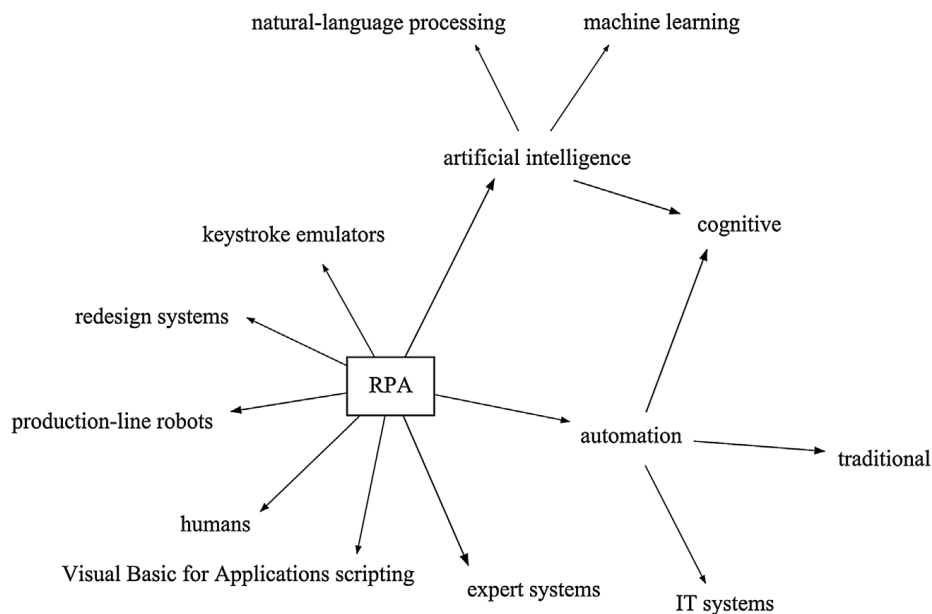 natural-language processing
machine learning
artificial intelligence
cognitive
keystroke emulators
redesign systems
RPA
production-line robots
automation
traditional
humans
Visual Basic for Applications scripting
expert systems
IT systems